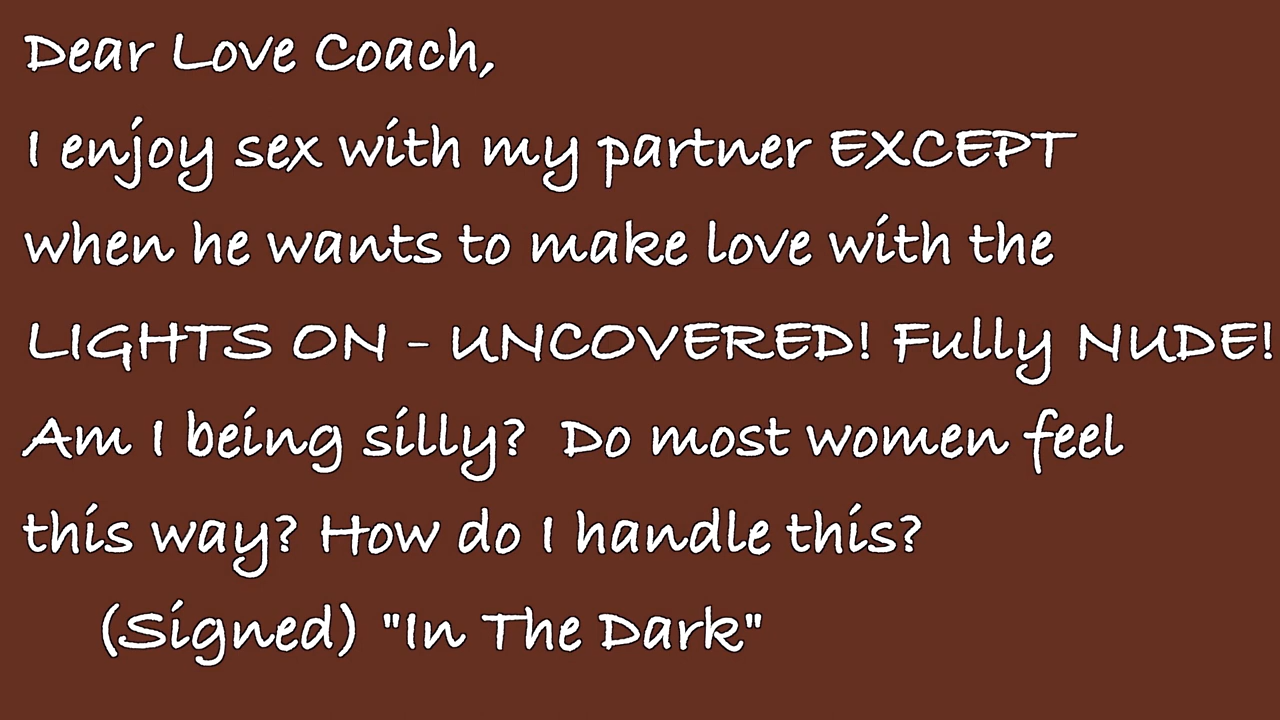 Dear Love Coach,
I enjoy sex with my partner EXCEPT
when he wants to make love with the
LIGHTS ON - UNCOVERED! Fully NUDE!
Am I being silly? Do most women feel
this way? How do I handle this?
(Signed) "In The Dark"